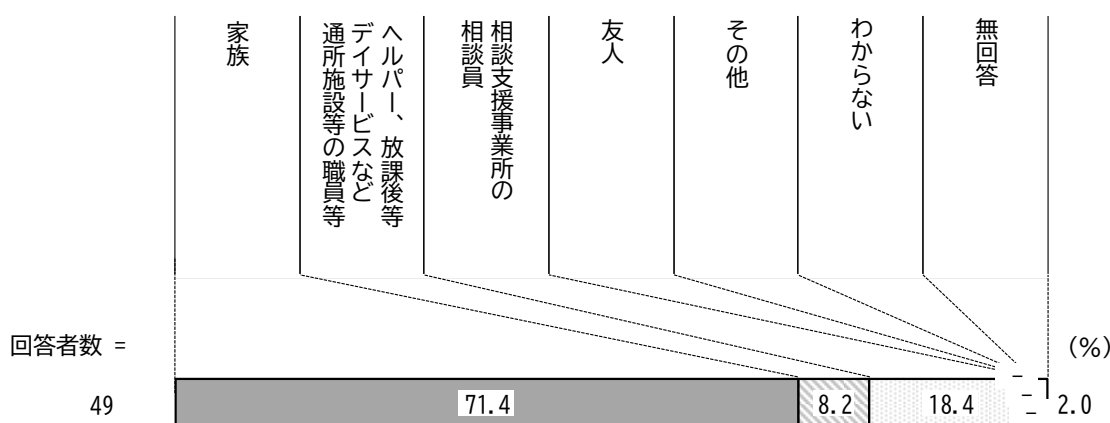 家族
ヘルパー、放課後等
デイサービスなど
通所施設等の職員等
相談支援事業所の
相談員
友人
その他
わからない
無回答
回答者数 =
(%)
49
71.4
8.2
18.4
-
-
-
2.0